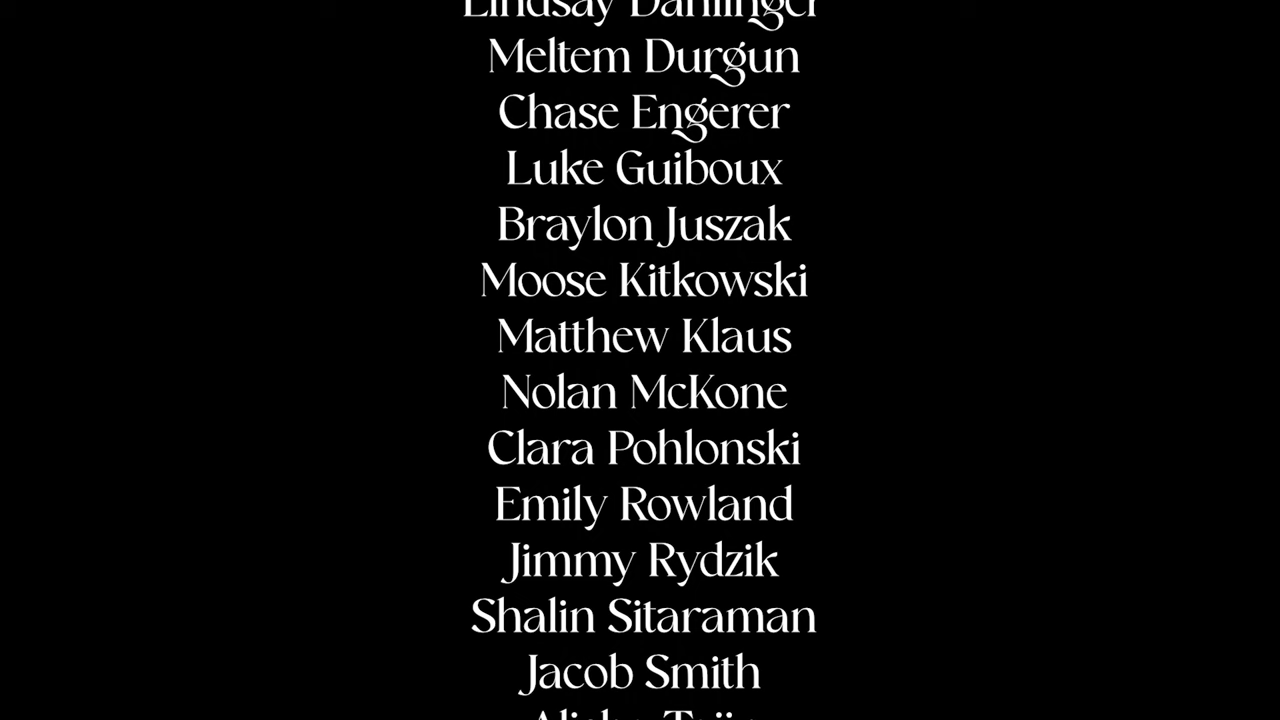 Lindsay
Meltem Durgun
Chase Engerer
Luke Guiboux
Braylon Juszak
Moose Kitkowski
Matthew Klaus
Nolan McKone
Clara Pohlonski
Emily Rowland
Jimmy Rydzik
Shalin Sitaraman
Jacob Smith